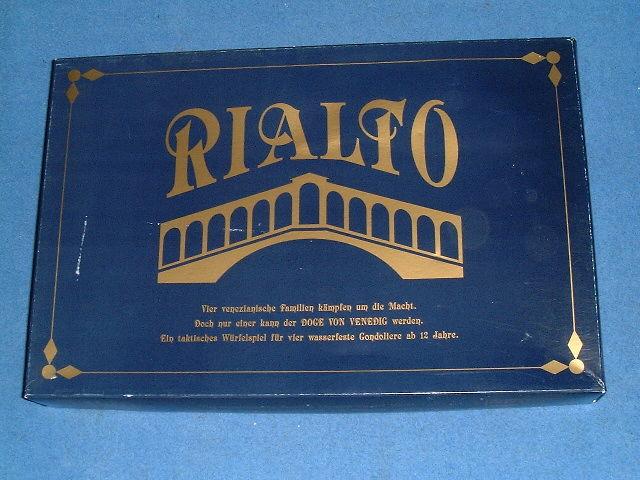 RIALTO
Vier venezianische Familien kämpfen um die Macht.
Doch nur einer kann der DOGE VON VENEDIG werden.
Ein taktisches Würfelspiel für vier wasserfeste Gondoliere ab 12 Jahre.